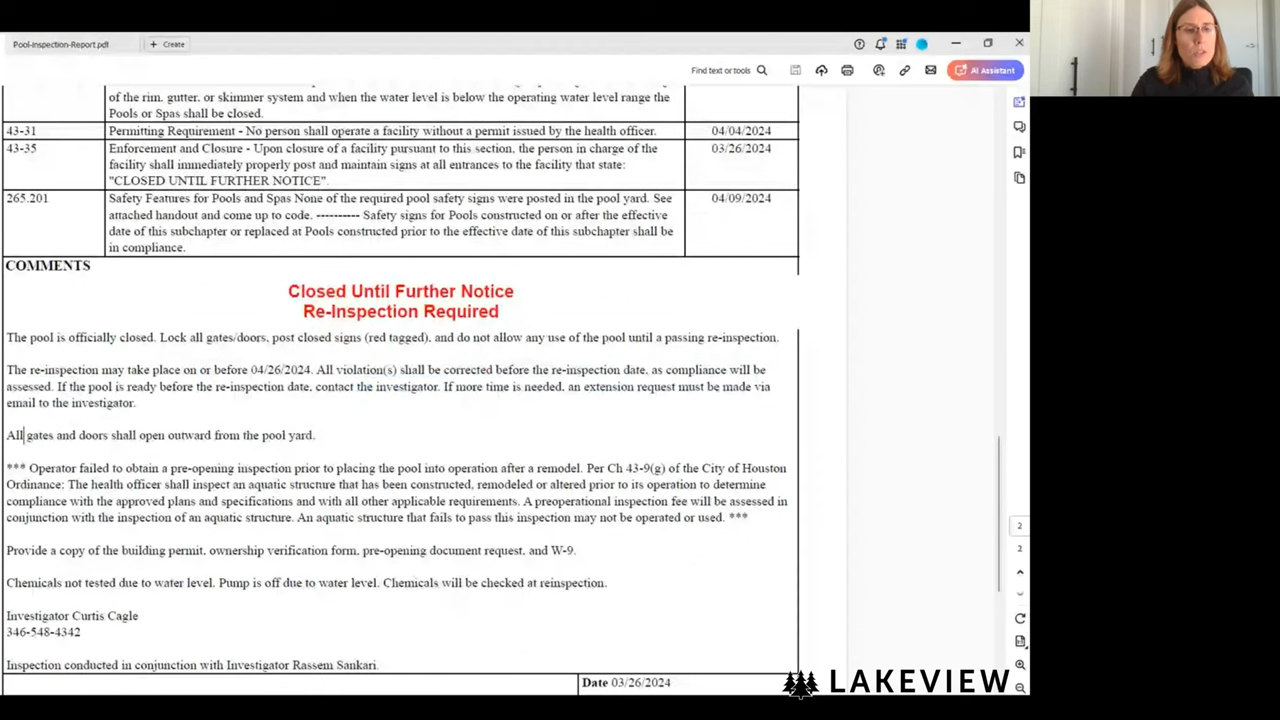 Pool-Inspection-Report.pdf
+ Create
Find text or tools
AI Assistant
of the rim, gutter, or skimmer system and when the water level is below the operating water level range the
Pools or Spas shall be closed.
43-31
Permitting Requirement - No person shall operate a facility without a permit issued by the health officer.
04/04/2024
43-35
Enforcement and Closure - Upon closure of a facility pursuant to this section, the person in charge of the
facility shall immediately properly post and maintain signs at all entrances to the facility that state:
"CLOSED UNTIL FURTHER NOTICE".
03/26/2024
265.201
Safety Features for Pools and Spas None of the required pool safety signs were posted in the pool yard. See
attached handout and come up to code. ---------- Safety signs for Pools constructed on or after the effective
date of this subchapter or replaced at Pools constructed prior to the effective date of this subchapter shall be
in compliance.
04/09/2024
COMMENTS
Closed Until Further Notice
Re-Inspection Required
The pool is officially closed. Lock all gates/doors, post closed signs (red tagged), and do not allow any use of the pool until a passing re-inspection.
The re-inspection may take place on or before 04/26/2024. All violation(s) shall be corrected before the re-inspection date, as compliance will be
assessed. If the pool is ready before the re-inspection date, contact the investigator. If more time is needed, an extension request must be made via
email to the investigator.
All gates and doors shall open outward from the pool yard.
*** Operator failed to obtain a pre-opening inspection prior to placing the pool into operation after a remodel. Per Ch 43-9(g) of the City of Houston
Ordinance: The health officer shall inspect an aquatic structure that has been constructed, remodeled or altered prior to its operation to determine
compliance with the approved plans and specifications and with all other applicable requirements. A preoperational inspection fee will be assessed in
conjunction with the inspection of an aquatic structure. An aquatic structure that fails to pass this inspection may not be operated or used. ***
Provide a copy of the building permit, ownership verification form, pre-opening document request, and W-9.
Chemicals not tested due to water level. Pump is off due to water level. Chemicals will be checked at reinspection.
Investigator Curtis Cagle
346-548-4342
Inspection conducted in conjunction with Investigator Rassem Sankari.
Date 03/26/2024
2
2
LAKEVIEW